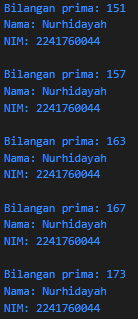 Bilangan prima: 151
Nama: Nurhidayah
NIM: 2241760044
Bilangan prima: 157
Nama: Nurhidayah
NIM: 2241760044
Bilangan prima: 163
Nama: Nurhidayah
NIM: 2241760044
Bilangan prima: 167
Nama: Nurhidayah
NIM: 2241760044
Bilangan prima: 173
Nama: Nurhidayah
NIM: 2241760044